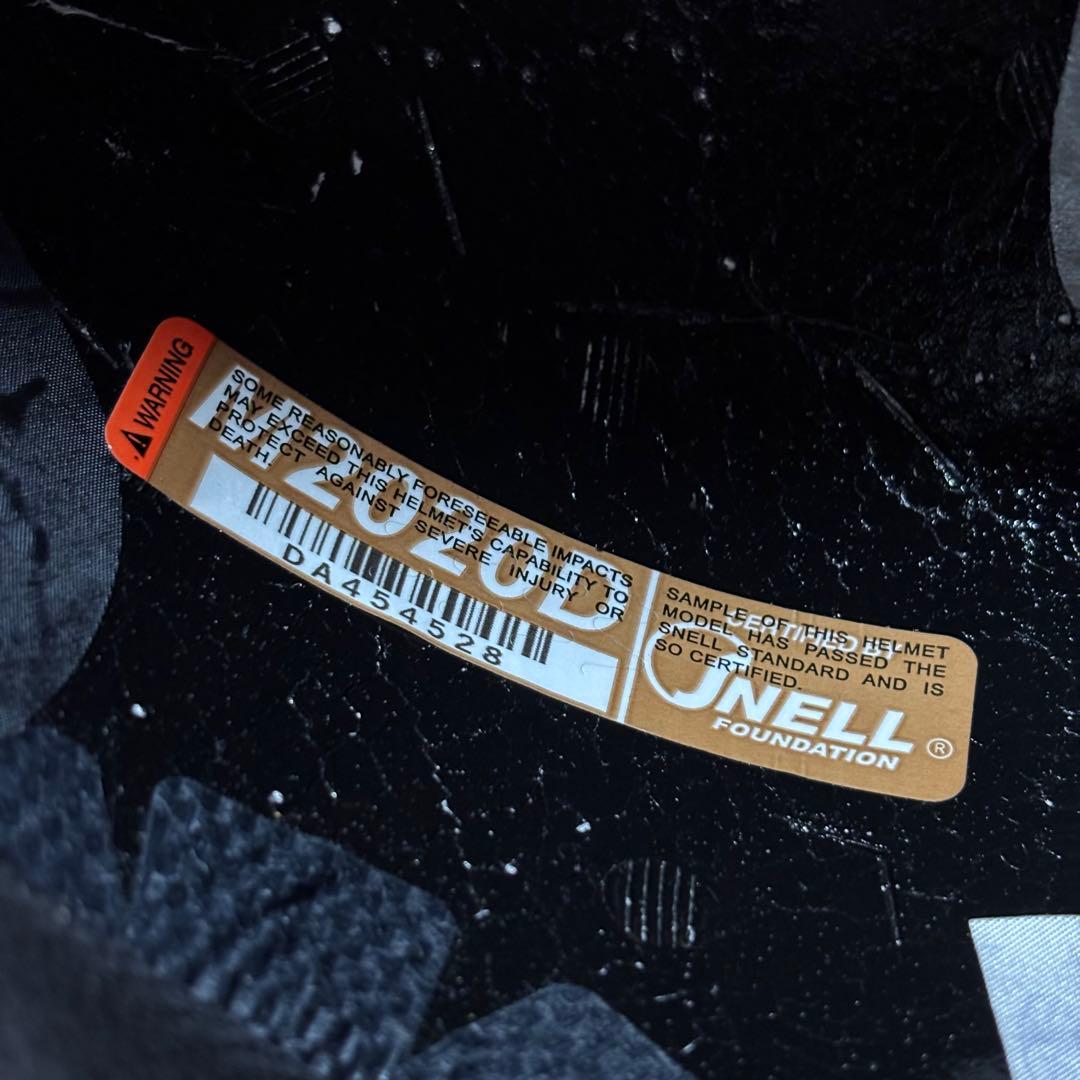 WARNING
M2020D
SOME REASONABLY FORESEEABLE IMPACTS
MAY EXCEED THIS HELMET'S CAPABILITY TO
PROTECT AGAINST SEVERE INJURY OR
DEATH.
DA454528
SAMPLE OF THIS HELMET
MODEL HAS PASSED THE
SNELL STANDARD AND IS
SO CERTIFIED.
CERTIFIED BY
SNELL
FOUNDATION ®